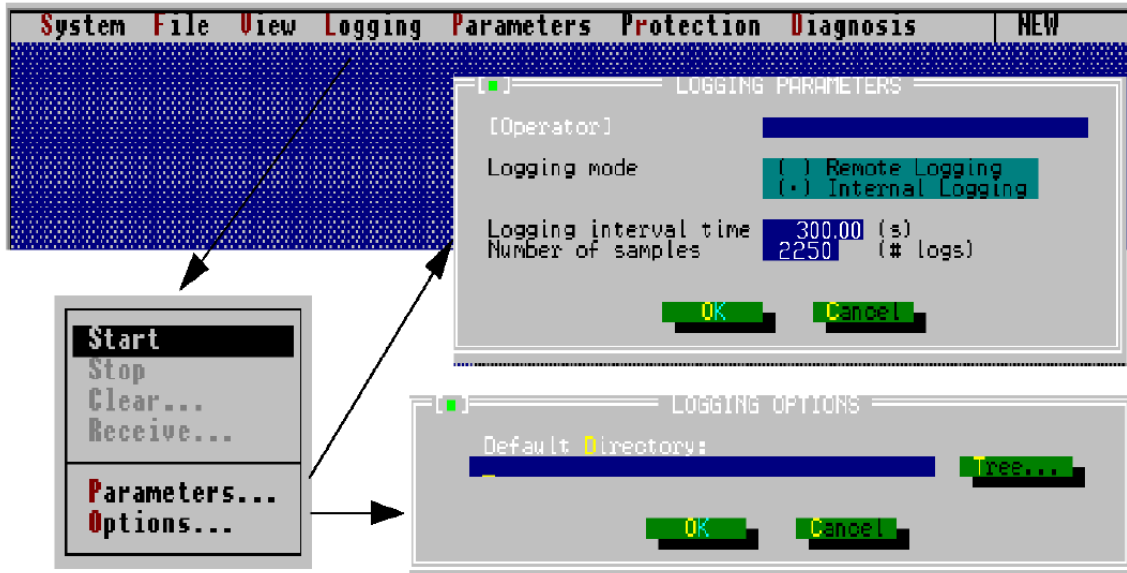 System File View Logging Parameters Protection Diagnosis NEW
LOGGING PARAMETERS
[Operator]
Logging mode ( ) Remote Logging
(•) Internal Logging
Logging interval time 300.00 (s)
Number of samples 2250 (# logs)
OK Cancel
Start
Stop
Clear...
Receive...
Parameters...
Options...
LOGGING OPTIONS
Default Directory:
Tree...
OK Cancel